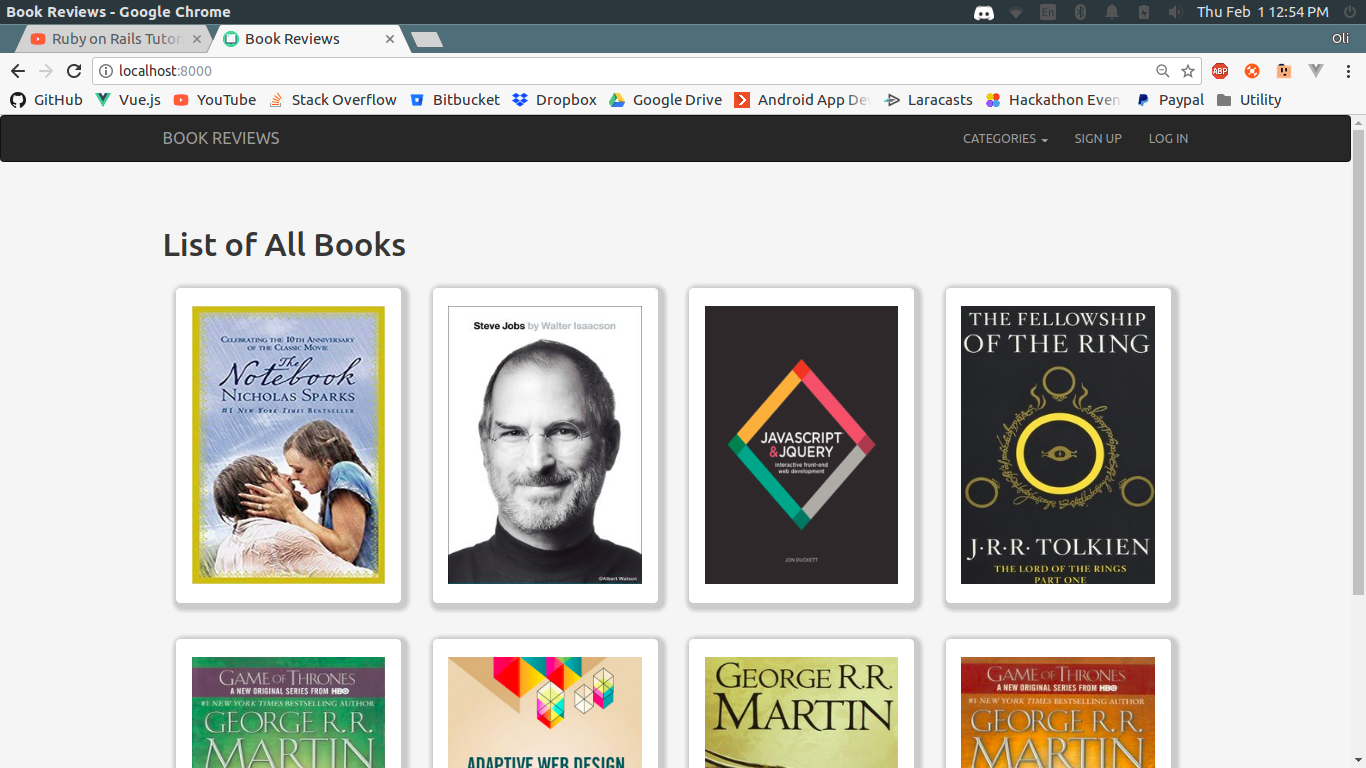 Book Reviews - Google Chrome
En
Thu Feb 1 12:54 PM
Ruby on Rails Tutor
Book Reviews
Oli
localhost:8000
ABP
GitHub
Vue.js
YouTube
Stack Overflow
Bitbucket
Dropbox
Google Drive
Android App De
Laracasts
Hackathon Even
Paypal
Utility
BOOK REVIEWS
CATEGORIES
SIGN UP
LOG IN
List of All Books
CELEBRATING THE 10TH ANNIVERSARY
OF THE CLASSIC MOVIE
The
Notebook
NICHOLAS SPARKS
#1 NEW YORK TIMES BESTSELLER
Steve Jobs by Walter Isaacson
©Albert Watson
JAVASCRIPT
&JQUERY
interactive front-end
web development
JON DUCKETT
THE FELLOWSHIP
OF THE RING
J·R·R·TOLKIEN
THE LORD OF THE RINGS
PART ONE
GAME OF THRONES
A NEW ORIGINAL SERIES FROM HBO
#1 NEW YORK TIMES BESTSELLING AUTHOR
GEORGE R.R.
MARTIN
ADAPTIVE WEB DESIGN
GEORGE R.R.
MARTIN
GAME OF THRONES
A NEW ORIGINAL SERIES FROM HBO
#1 NEW YORK TIMES BESTSELLING AUTHOR
GEORGE R.R.
MARTIN